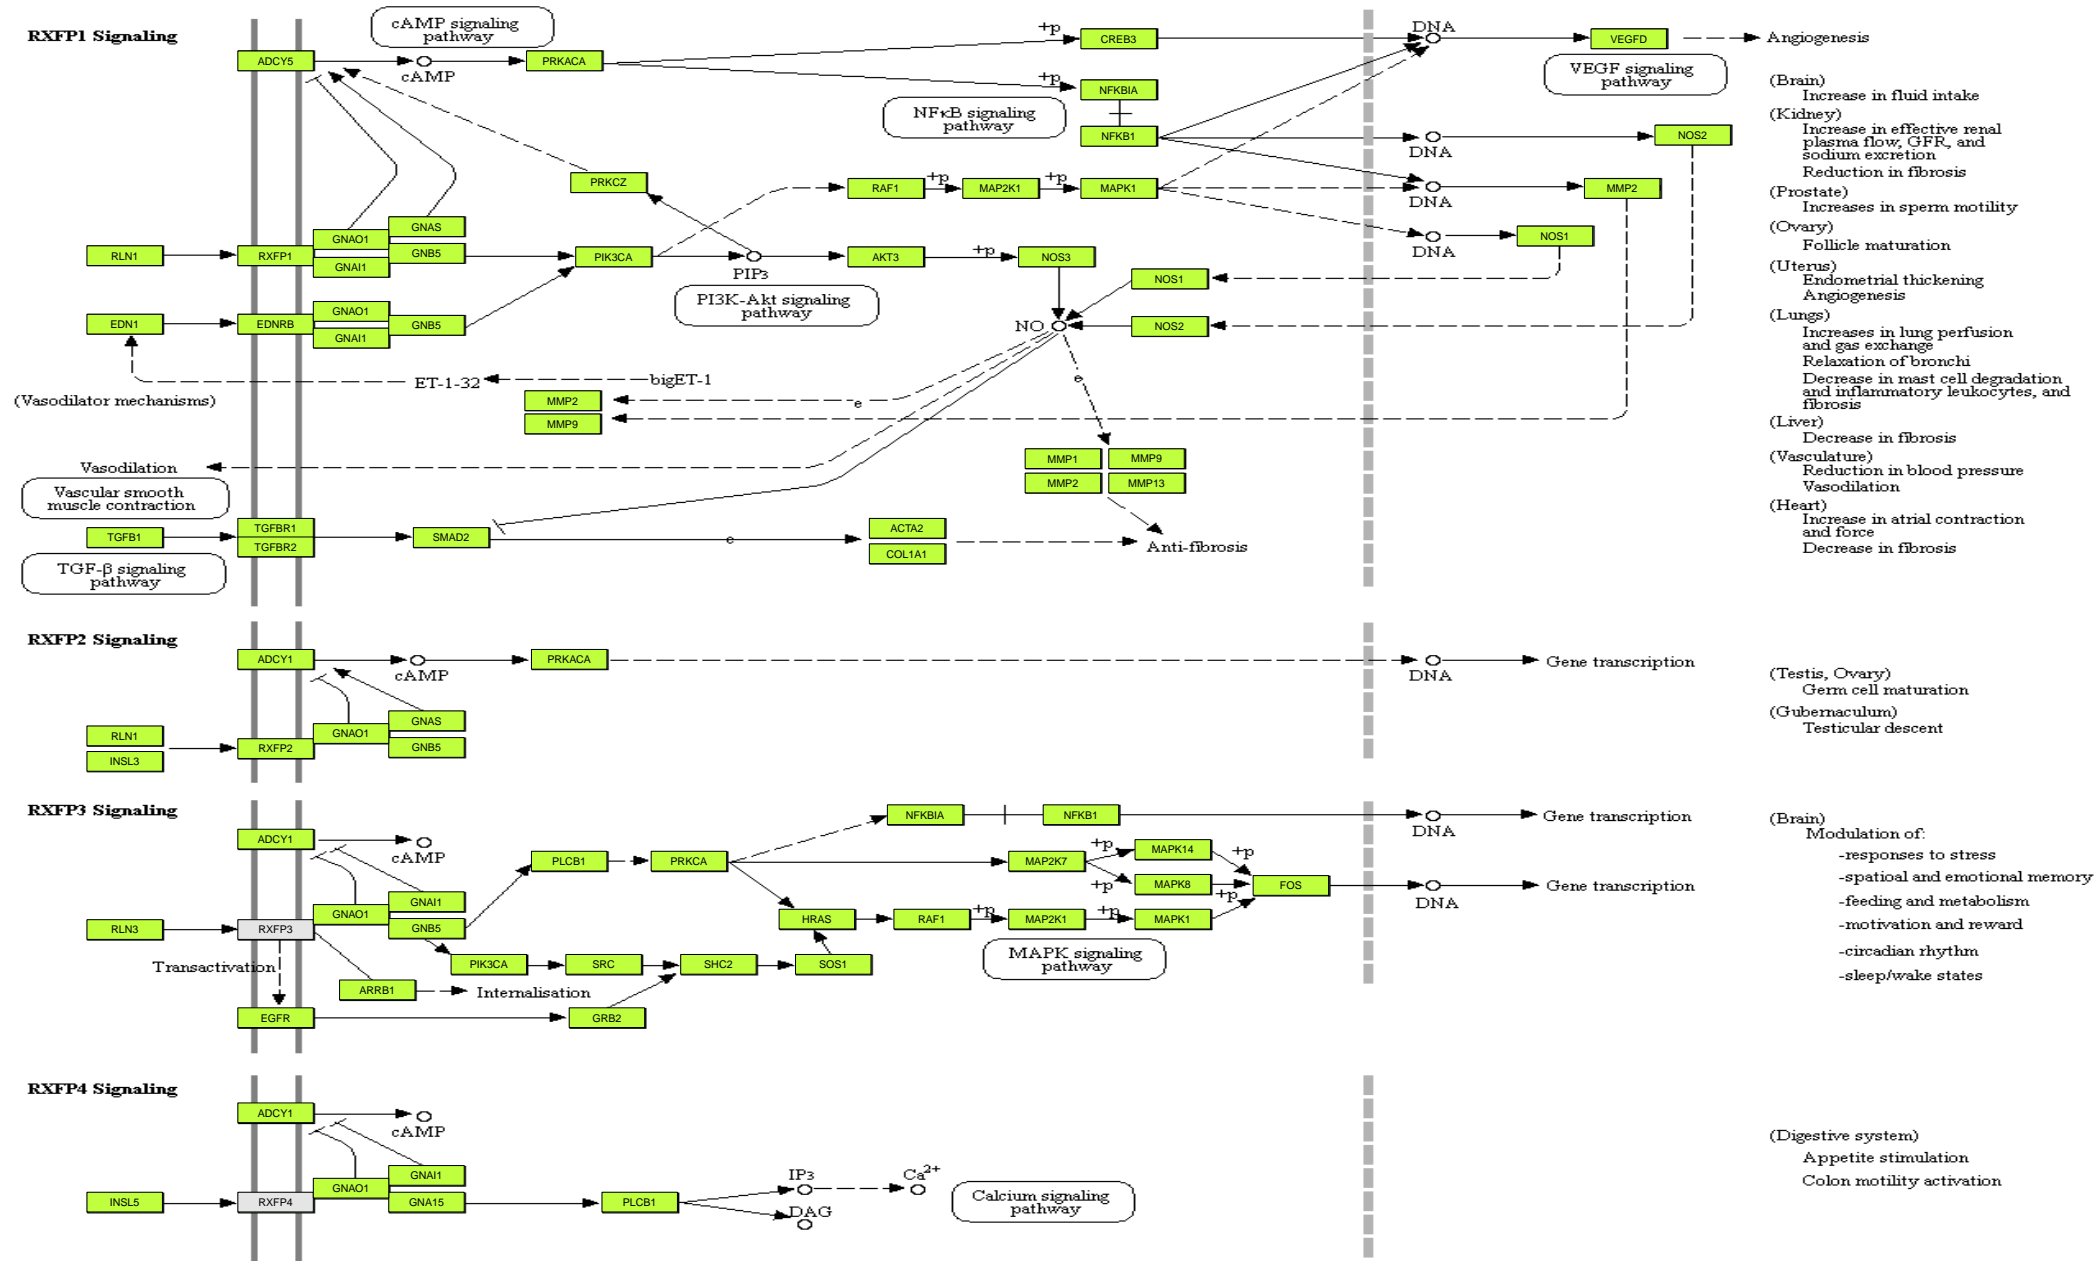 RXFP1 Signaling
cAMP signaling
pathway
ADCY5
cAMP
PRKACA
+p
CREB3
DNA
VEGFD
Angiogenesis
VEGF signaling
pathway
+p
NFKBIA
NFκB signaling
pathway
NFKB1
DNA
NOS2
PRKCZ
RAF1
+p
MAP2K1
+p
MAPK1
DNA
MMP2
GNAO1
GNAS
RLN1
RXFP1
GNB5
GNAI1
PIK3CA
PIP3
AKT3
+p
NOS3
DNA
NOS1
NOS1
PI3K-Akt signaling
pathway
EDN1
EDNRB
GNAO1
GNB5
GNAI1
NO
NOS2
ET-1-32
bigET-1
e
(Vasodilator mechanisms)
MMP2
e
MMP9
Vasodilation
MMP1
MMP9
MMP2
MMP13
Vascular smooth
muscle contraction
TGFB1
TGFBR1
TGFBR2
SMAD2
e
ACTA2
COL1A1
Anti-fibrosis
TGF-β signaling
pathway
(Brain)
Increase in fluid intake
(Kidney)
Increase in effective renal
plasma flow, GFR, and
sodium excretion
Reduction in fibrosis
(Prostate)
Increases in sperm motility
(Ovary)
Follicle maturation
(Uterus)
Endometrial thickening
Angiogenesis
(Lungs)
Increases in lung perfusion
and gas exchange
Relaxation of bronchi
Decrease in mast cell degradation
and inflammatory leukocytes, and
fibrosis
(Liver)
Decrease in fibrosis
(Vasculature)
Reduction in blood pressure
Vasodilation
(Heart)
Increase in atrial contraction
and force
Decrease in fibrosis
RXFP2 Signaling
ADCY1
cAMP
PRKACA
DNA
Gene transcription
GNAS
RLN1
GNAO1
INSL3
RXFP2
GNB5
(Testis, Ovary)
Germ cell maturation
(Gubernaculum)
Testicular descent
RXFP3 Signaling
ADCY1
cAMP
NFKBIA
NFKB1
DNA
Gene transcription
PLCB1
PRKCA
MAP2K7
+p
MAPK14
+p
+p
MAPK8
FOS
DNA
Gene transcription
GNAI1
GNAO1
GNB5
RLN3
RXFP3
HRAS
RAF1
+p
MAP2K1
+p
MAPK1
+p
Transactivation
PIK3CA
SRC
SHC2
SOS1
MAPK signaling
pathway
ARRB1
Internalisation
EGFR
GRB2
(Brain)
Modulation of:
-responses to stress
-spatioal and emotional memory
-feeding and metabolism
-motivation and reward
-circadian rhythm
-sleep/wake states
RXFP4 Signaling
ADCY1
cAMP
GNAI1
GNAO1
INSL5
RXFP4
GNA15
PLCB1
IP3
Ca2+
DAG
Calcium signaling
pathway
(Digestive system)
Appetite stimulation
Colon motility activation